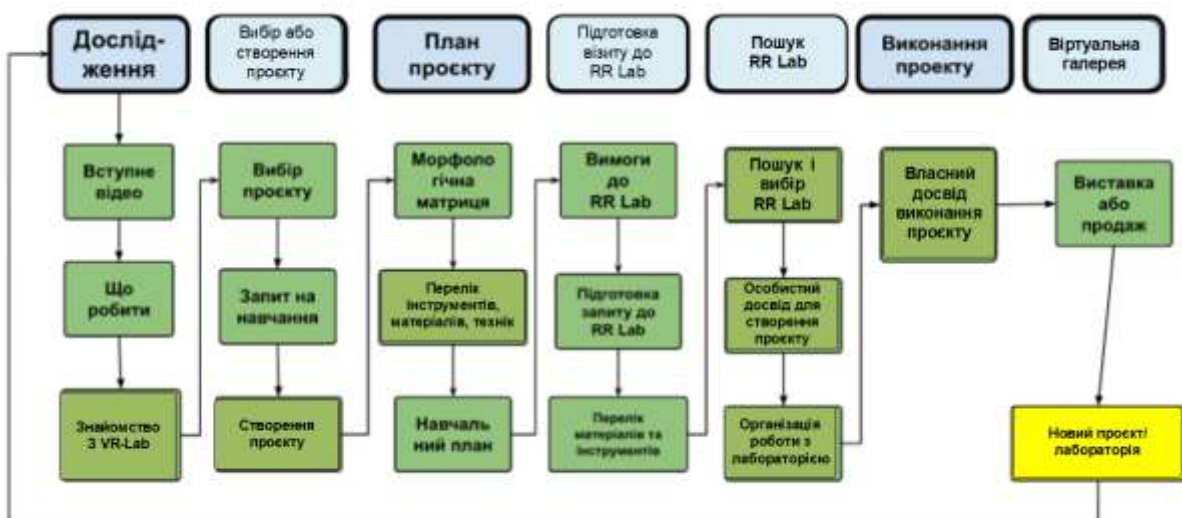 Дослід-
ження
Вибір або
створення
проєкту
План
проєкту
Підготовка
візиту до
RR Lab
Пошук
RR Lab
Виконання
проекту
Віртуальна
галерея
Вступне
відео
Вибір
проєкту
Морфоло
гічна
матриця
Вимоги
до
RR Lab
Пошук і
вибір
RR Lab
Власний
досвід
виконання
проєкту
Виставка
або
продаж
Що
робити
Запит на
навчання
Перелік
інструментів,
матеріалів, технік
Підготовка
запиту до
RR Lab
Особистий
досвід для
створення
проєкту
Знайомство
З VR-Lab
Створення
проєкту
Навчаль
ний план
Перелік
матеріалів та
інструментів
Організація
роботи з
лабораторією
Новий проєкт/
лабораторія